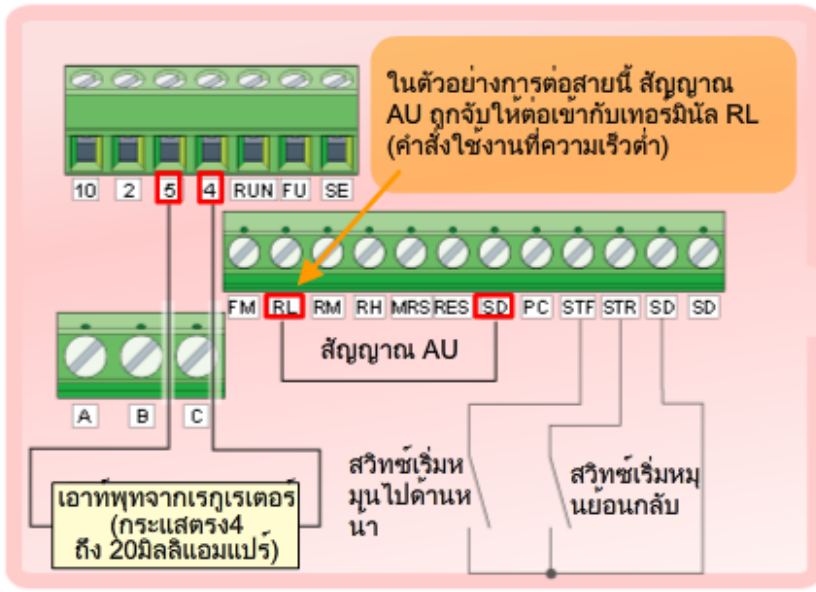 ในตัวอย่างการต่อสายนี้ สัญญาณ
AU ถูกจับให้ต่อเข้ากับเทอร์มินัล RL
(คำสั่งใช้งานที่ความเร็วต่ำ)
10 2 5 4 RUN FU SE
FM RL RM RH MRS RES SD PC STF STR SD SD
สัญญาณ AU
A B C
สวิทซ์เริ่มห
มุนไปด้านห
น้า
สวิทซ์เริ่มหมุ
นย้อนกลับ
เอาท์พุทจากเรกูเรเตอร์
(กระแสตรง4
ถึง 20มิลลิแอมแปร์)